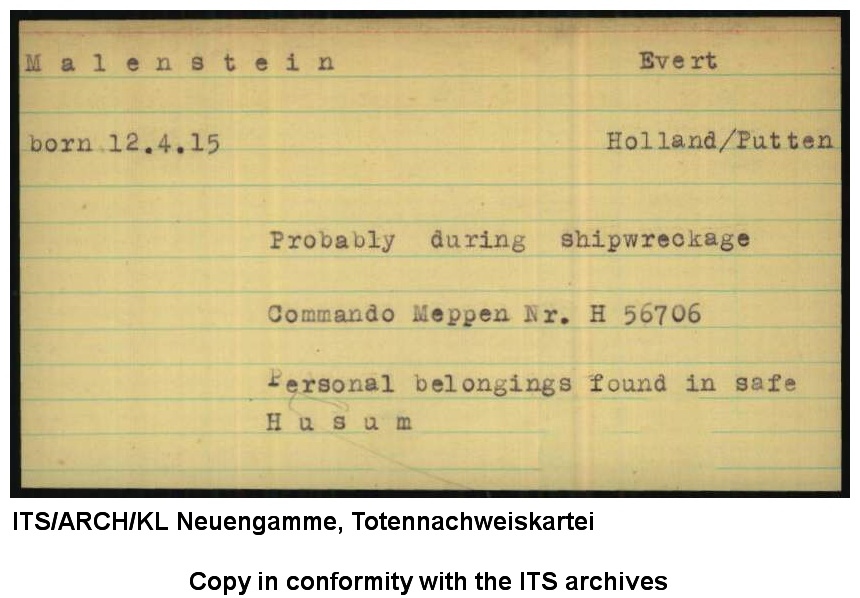 M a l e n s t e i n Evert
born 12.4.15 Holland/Putten
Probably during shipwreckage
Commando Meppen Nr. H 56706
Personal belongings found in safe
H u s u m
ITS/ARCH/KL Neuengamme, Totennachweiskartei
Copy in conformity with the ITS archives